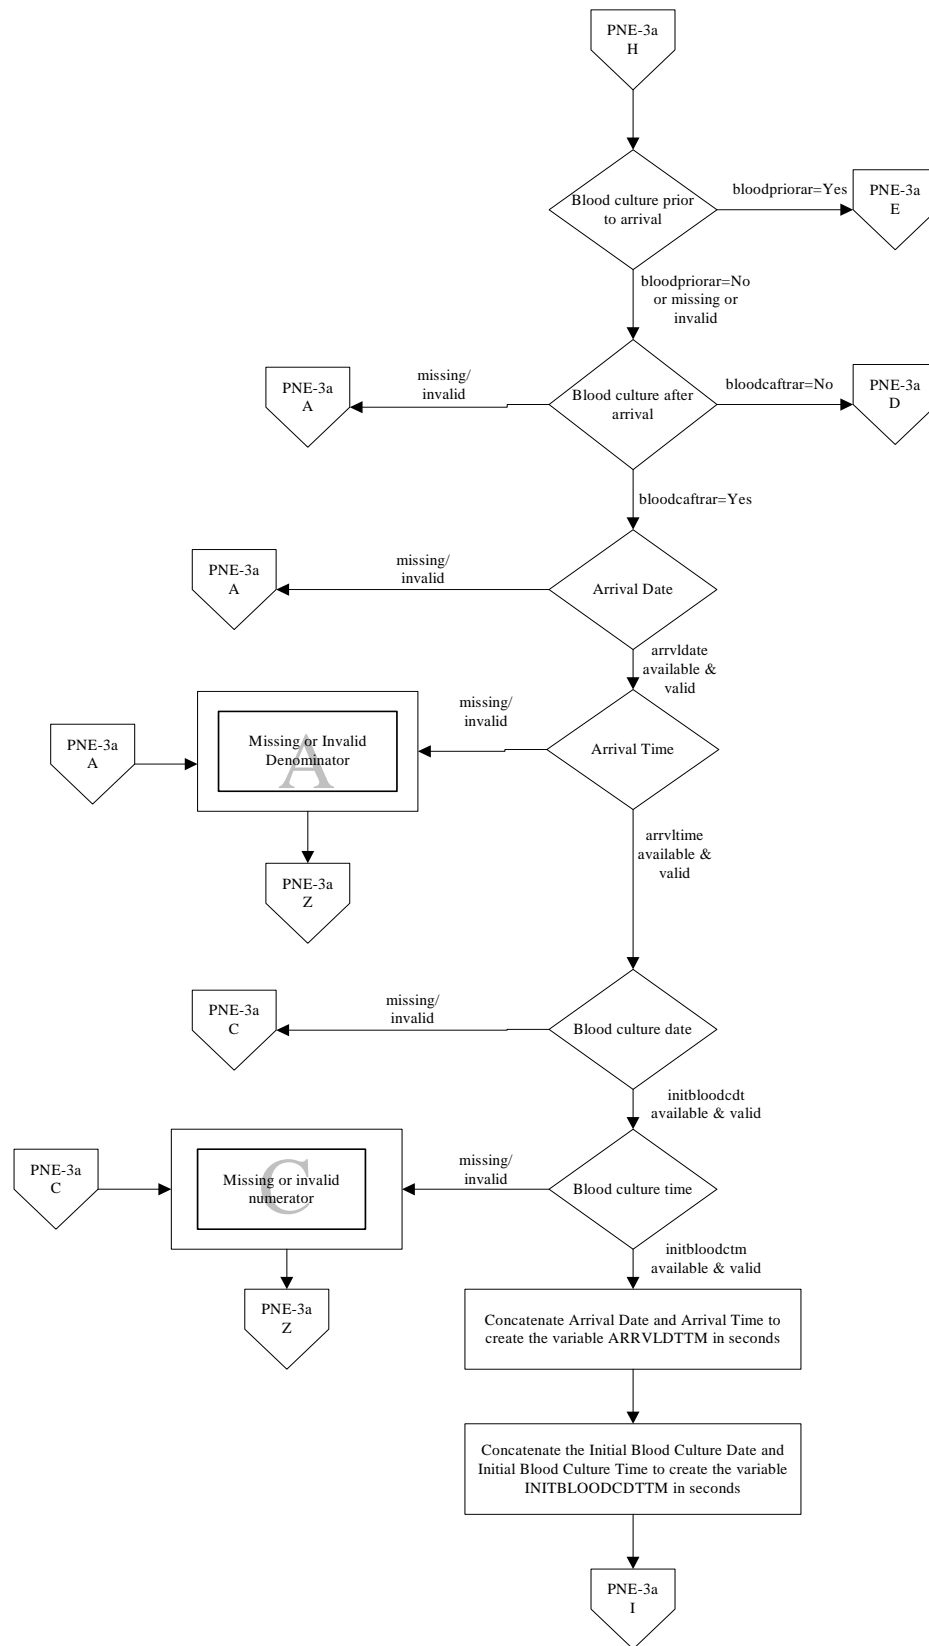 PNE-3a
H
Blood culture prior
to arrival
bloodpriorar=Yes
PNE-3a
E
bloodpriorar=No
or missing or
invalid
PNE-3a
A
missing/
invalid
Blood culture after
arrival
bloodcaftrar=No
PNE-3a
D
bloodcaftrar=Yes
PNE-3a
A
missing/
invalid
Arrival Date
arrvldate
available &
valid
PNE-3a
A
A
Missing or Invalid
Denominator
missing/
invalid
Arrival Time
PNE-3a
Z
arrvltime
available &
valid
PNE-3a
C
missing/
invalid
Blood culture date
initbloodcdt
available & valid
PNE-3a
C
C
Missing or invalid
numerator
missing/
invalid
Blood culture time
initbloodctm
available & valid
PNE-3a
Z
Concatenate Arrival Date and Arrival Time to
create the variable ARRVLDTTM in seconds
Concatenate the Initial Blood Culture Date and
Initial Blood Culture Time to create the variable
INITBLOODCDTTM in seconds
PNE-3a
I